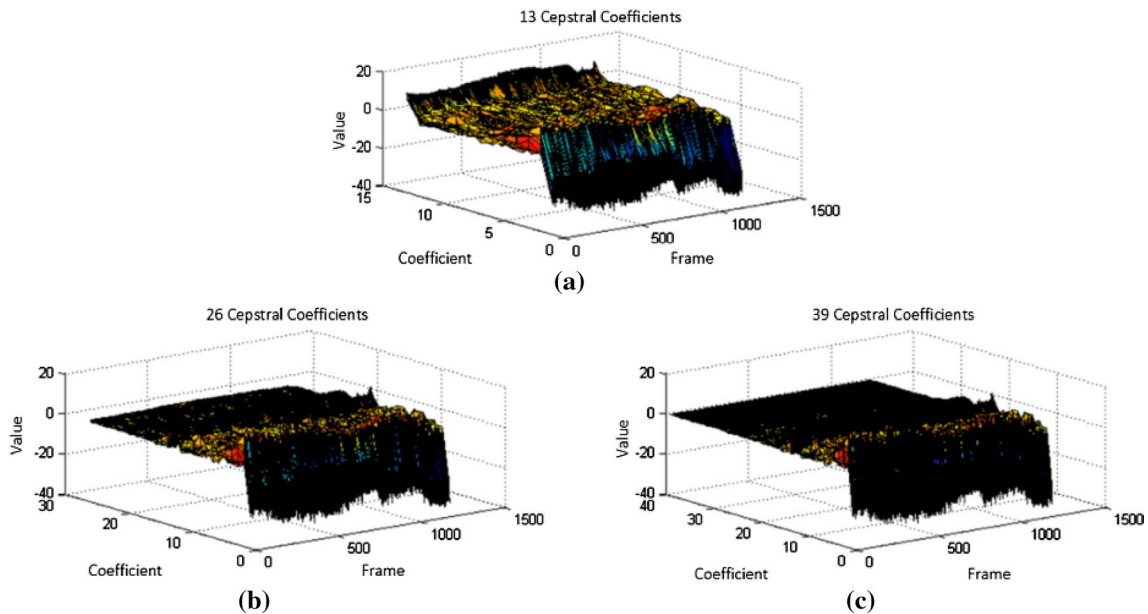 13 Cepstral Coefficients
20
0
-20
-40
Value
15
10
5
0
Coefficient
0
500
1000
1500
Frame
(a)
26 Cepstral Coefficients
20
0
-20
-40
Value
30
20
10
0
Coefficient
0
500
1000
1500
Frame
(b)
39 Cepstral Coefficients
20
0
-20
-40
Value
40
30
20
10
0
Coefficient
0
500
1000
1500
Frame
(c)